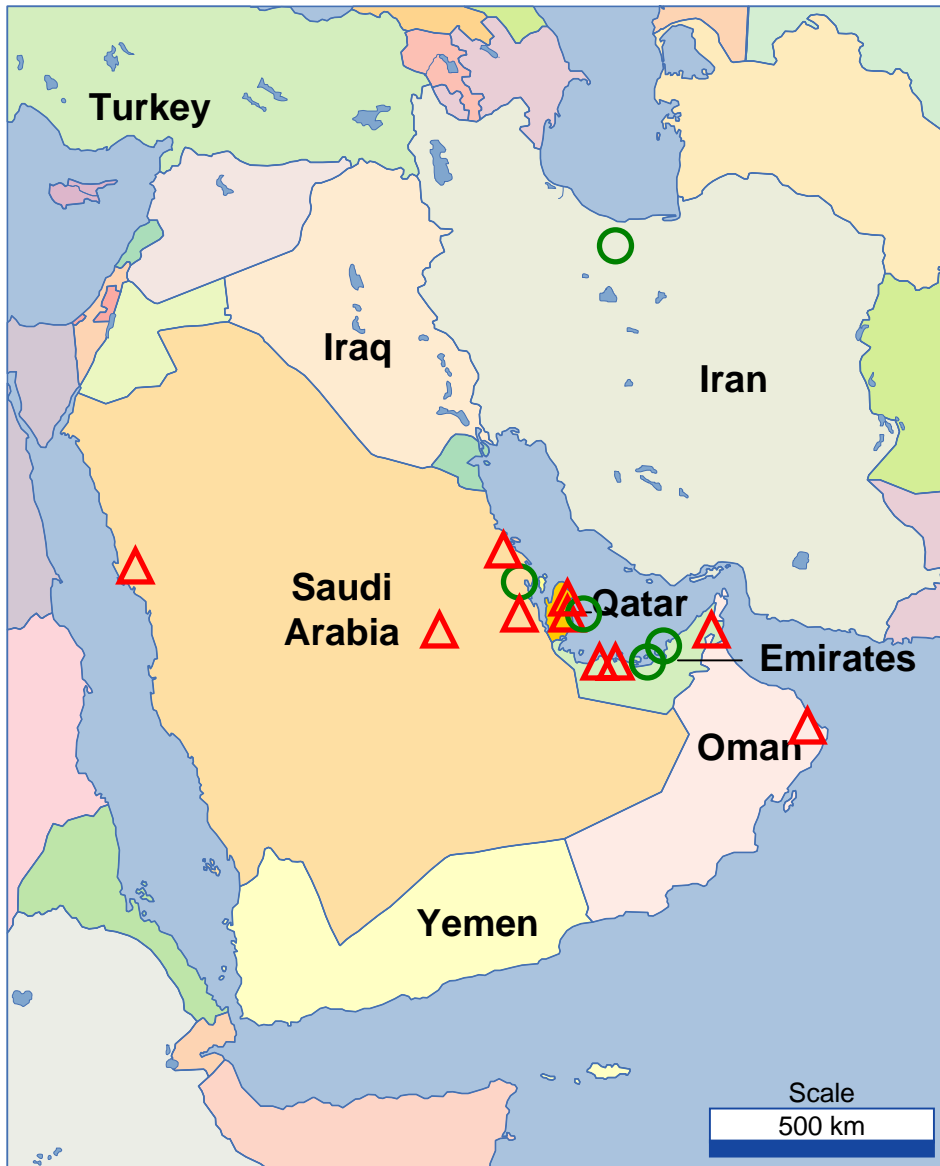 Turkey
Iraq
Iran
Saudi
Arabia
Qatar
Emirates
Oman
Yemen
Scale
500 km